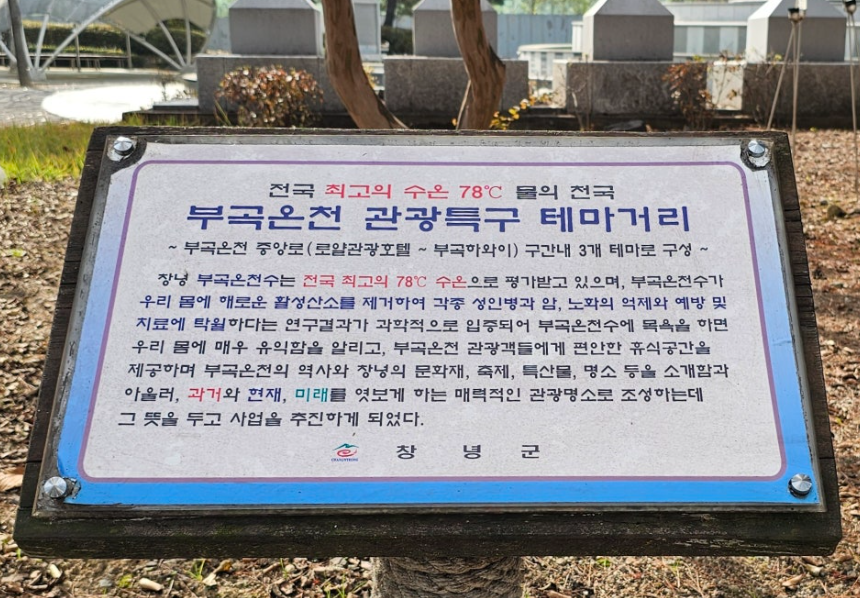 전국 최고의 수온 78℃ 물의 천국
부곡온천 관광특구 테마거리
~ 부곡온천 중앙로(로얄관광호텔 ~ 부곡하와이) 구간내 3개 테마로 구성 ~
창녕 부곡온천수는 전국 최고의 78℃ 수온으로 평가받고 있으며, 부곡온천수가
우리 몸에 해로운 활성산소를 제거하여 각종 성인병과 암, 노화의 억제와 예방 및
치료에 탁월하다는 연구결과가 과학적으로 입증되어 부곡온천수에 목욕을 하면
우리 몸에 매우 유익함을 알리고, 부곡온천 관광객들에게 편안한 휴식공간을
제공하며 부곡온천의 역사와 창녕의 문화재, 축제, 특산물, 명소 등을 소개함과
아울러, 과거와 현재, 미래를 엿보게 하는 매력적인 관광명소로 조성하는데
그 뜻을 두고 사업을 추진하게 되었다.
창 녕 군